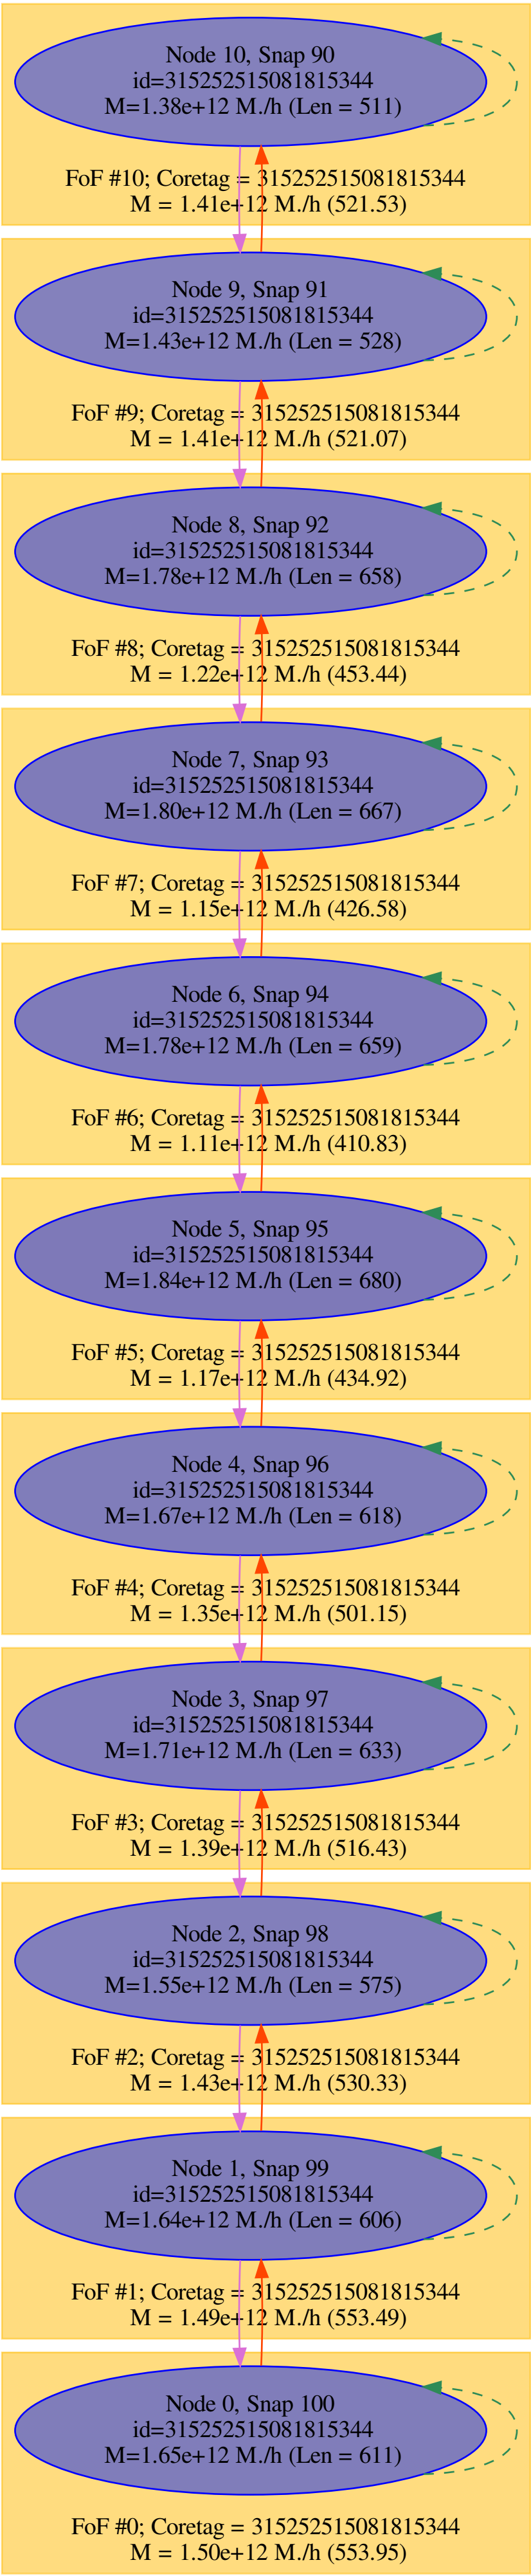 Node 10, Snap 90
id=315252515081815344
M=1.38e+12 M./h (Len = 511)
FoF #10; Coretag = 315252515081815344
M = 1.41e+12 M./h (521.53)
Node 9, Snap 91
id=315252515081815344
M=1.43e+12 M./h (Len = 528)
FoF #9; Coretag = 315252515081815344
M = 1.41e+12 M./h (521.07)
Node 8, Snap 92
id=315252515081815344
M=1.78e+12 M./h (Len = 658)
FoF #8; Coretag = 315252515081815344
M = 1.22e+12 M./h (453.44)
Node 7, Snap 93
id=315252515081815344
M=1.80e+12 M./h (Len = 667)
FoF #7; Coretag = 315252515081815344
M = 1.15e+12 M./h (426.58)
Node 6, Snap 94
id=315252515081815344
M=1.78e+12 M./h (Len = 659)
FoF #6; Coretag = 315252515081815344
M = 1.11e+12 M./h (410.83)
Node 5, Snap 95
id=315252515081815344
M=1.84e+12 M./h (Len = 680)
FoF #5; Coretag = 315252515081815344
M = 1.17e+12 M./h (434.92)
Node 4, Snap 96
id=315252515081815344
M=1.67e+12 M./h (Len = 618)
FoF #4; Coretag = 315252515081815344
M = 1.35e+12 M./h (501.15)
Node 3, Snap 97
id=315252515081815344
M=1.71e+12 M./h (Len = 633)
FoF #3; Coretag = 315252515081815344
M = 1.39e+12 M./h (516.43)
Node 2, Snap 98
id=315252515081815344
M=1.55e+12 M./h (Len = 575)
FoF #2; Coretag = 315252515081815344
M = 1.43e+12 M./h (530.33)
Node 1, Snap 99
id=315252515081815344
M=1.64e+12 M./h (Len = 606)
FoF #1; Coretag = 315252515081815344
M = 1.49e+12 M./h (553.49)
Node 0, Snap 100
id=315252515081815344
M=1.65e+12 M./h (Len = 611)
FoF #0; Coretag = 315252515081815344
M = 1.50e+12 M./h (553.95)